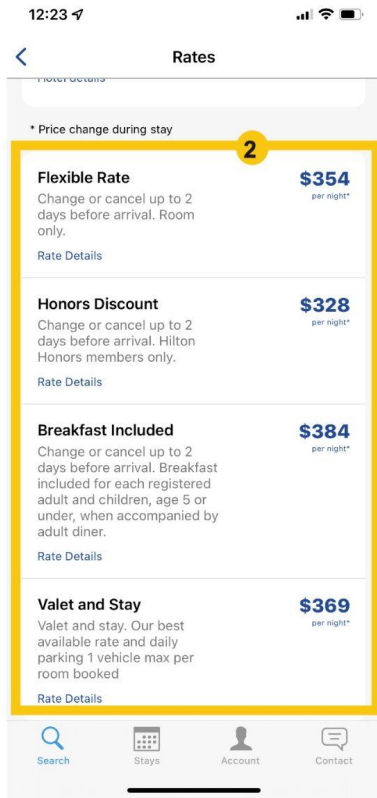 12:23
Rates
Hotel details
* Price change during stay
2
Flexible Rate
$354
per night*
Change or cancel up to 2
days before arrival. Room
only.
Rate Details
Honors Discount
$328
per night*
Change or cancel up to 2
days before arrival. Hilton
Honors members only.
Rate Details
Breakfast Included
$384
per night*
Change or cancel up to 2
days before arrival. Breakfast
included for each registered
adult and children, age 5 or
under, when accompanied by
adult diner.
Rate Details
Valet and Stay
$369
per night*
Valet and stay. Our best
available rate and daily
parking 1 vehicle max per
room booked
Rate Details
Search
Stays
Account
Contact